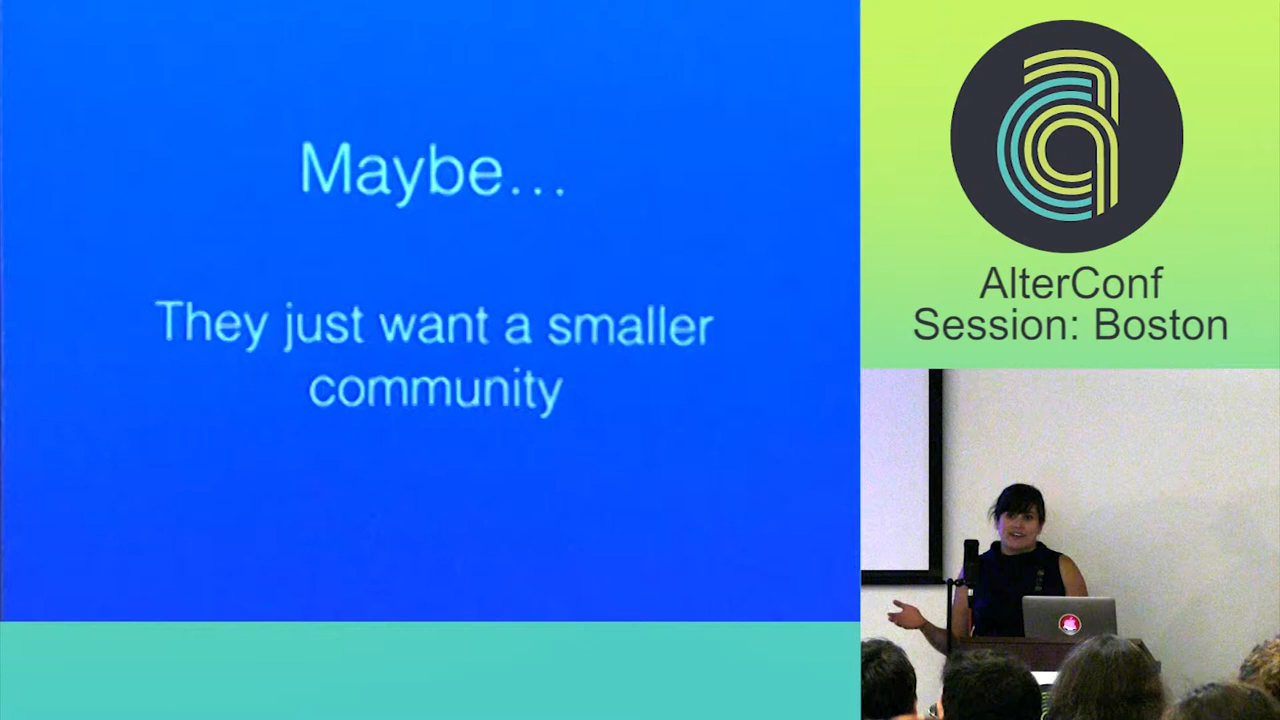 Maybe...
They just want a smaller
community
AlterConf
Session: Boston